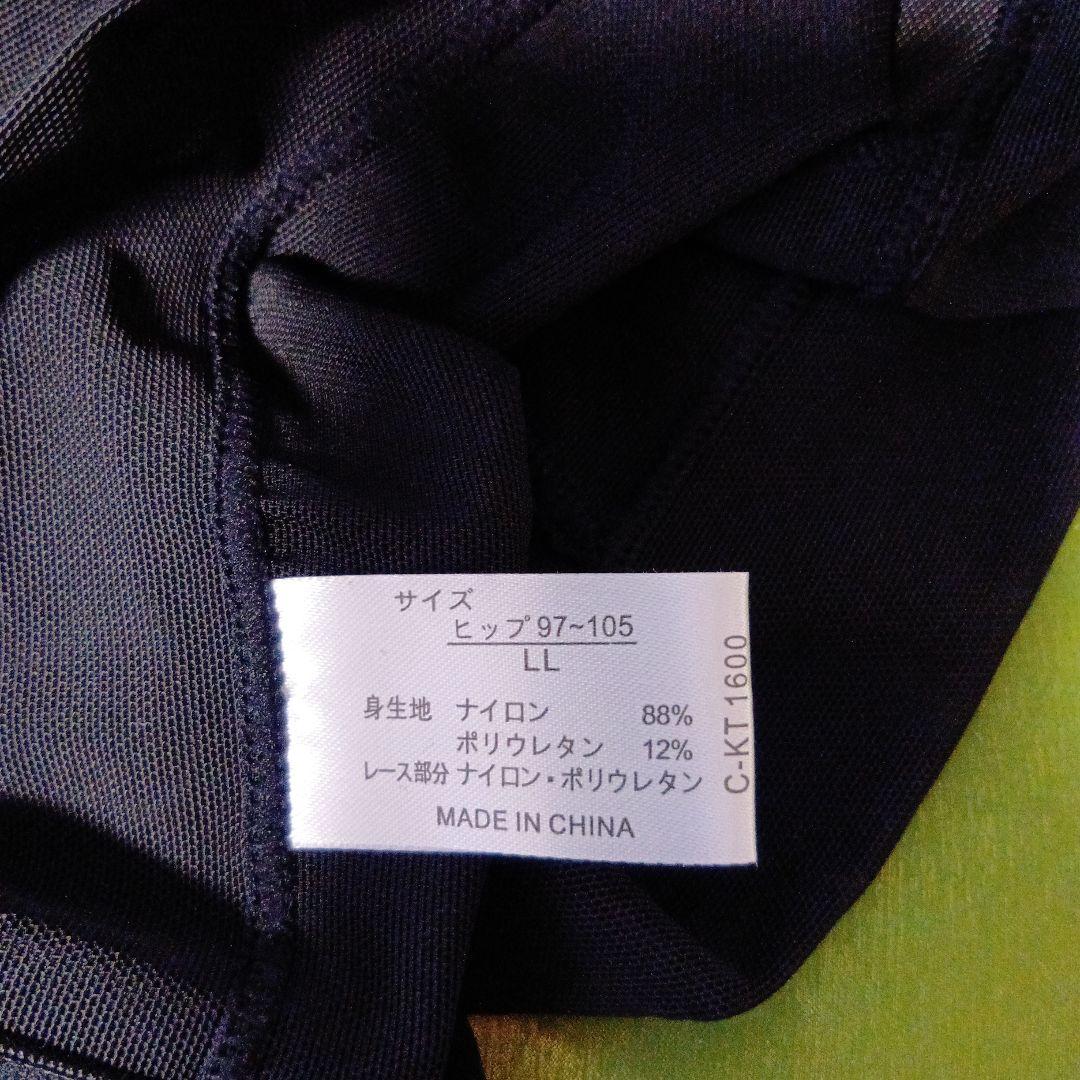 サイズ
ヒップ 97~105
LL
身生地 ナイロン 88%
ポリウレタン 12%
レース部分 ナイロン・ポリウレタン
MADE IN CHINA
C-KT 1600